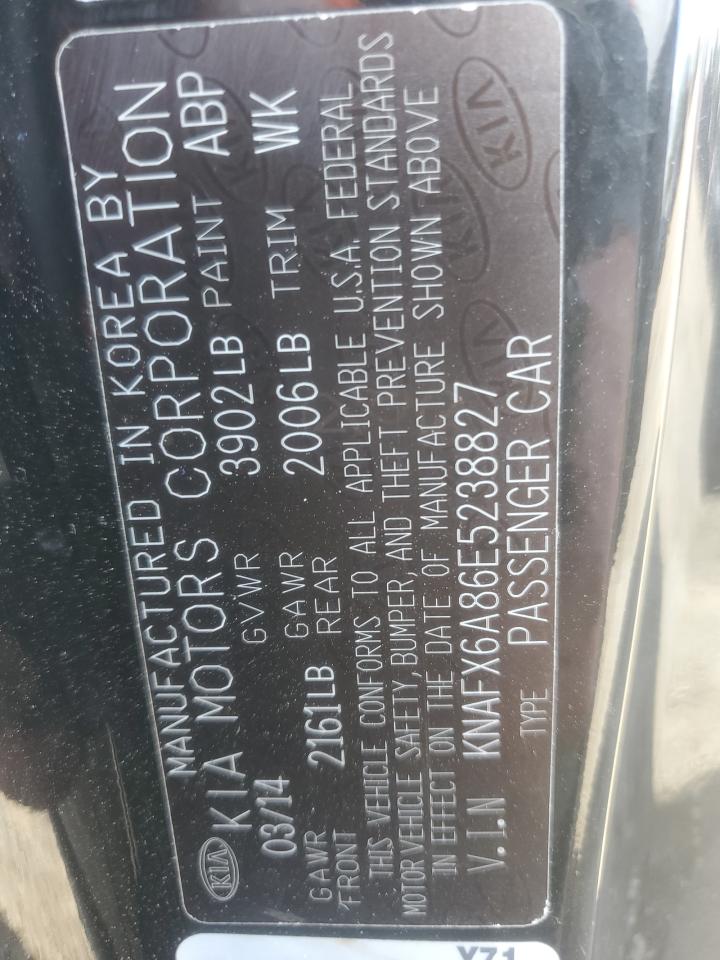 MANUFACTURED IN KOREA BY
KIA KIA MOTORS CORPORATION
03/14 GVWR 3902LB PAINT ABP
GAWR FRONT 2161LB GAWR REAR 2006LB TRIM WK
THIS VEHICLE CONFORMS TO ALL APPLICABLE U.S.A. FEDERAL
MOTOR VEHICLE SAFETY, BUMPER, AND THEFT PREVENTION STANDARDS
IN EFFECT ON THE DATE OF MANUFACTURE SHOWN ABOVE
V.I.N KNAFX6A86E5238827
TYPE PASSENGER CAR